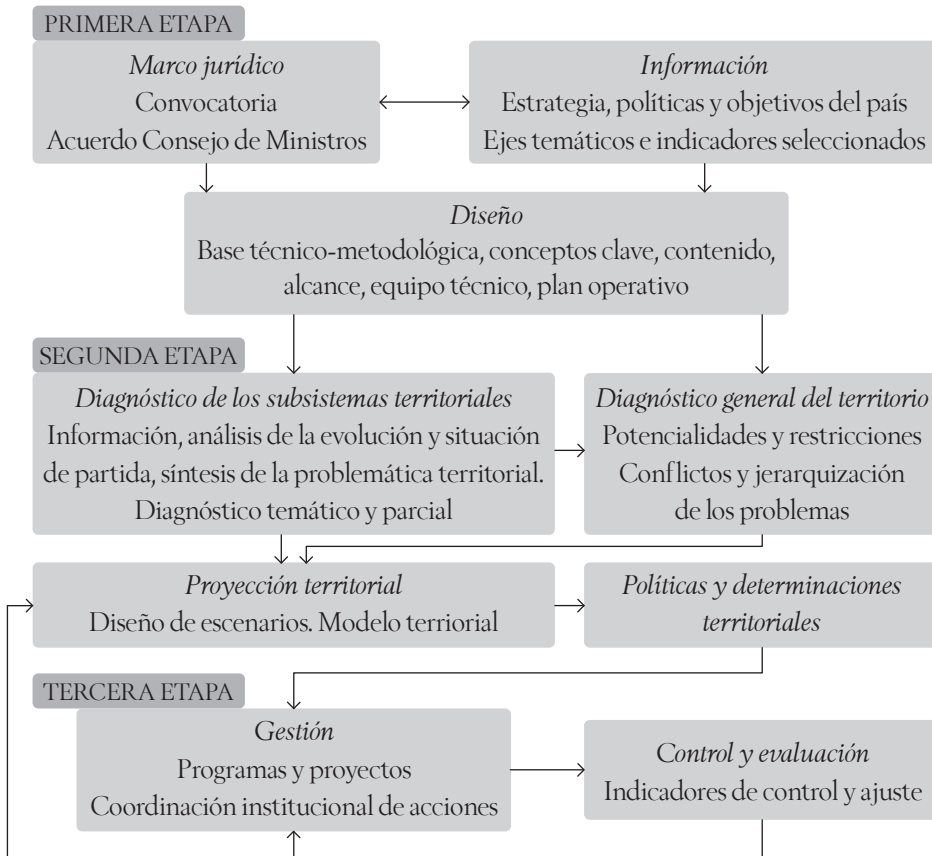 PRIMERA ETAPA
Marco jurídico
Convocatoria
Acuerdo Consejo de Ministros
Información
Estrategia, políticas y objetivos del país
Ejes temáticos e indicadores seleccionados
Diseño
Base técnico-metodológica, conceptos clave, contenido,
alcance, equipo técnico, plan operativo
SEGUNDA ETAPA
Diagnóstico de los subsistemas territoriales
Información, análisis de la evolución y situación
de partida, síntesis de la problemática territorial.
Diagnóstico temático y parcial
Diagnóstico general del territorio
Potencialidades y restricciones
Conflictos y jerarquización
de los problemas
Proyección territorial
Diseño de escenarios. Modelo terriorial
Políticas y determinaciones
territoriales
TERCERA ETAPA
Gestión
Programas y proyectos
Coordinación institucional de acciones
Control y evaluación
Indicadores de control y ajuste